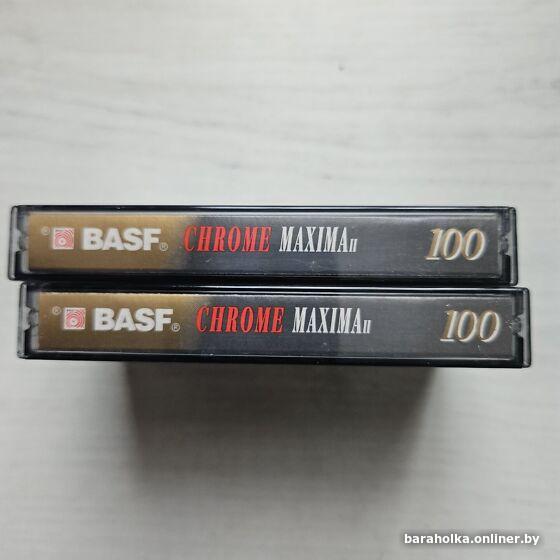 ® BASF® CHROME MAXIMA II 100
® BASF® CHROME MAXIMA II 100
baraholka.onliner.by